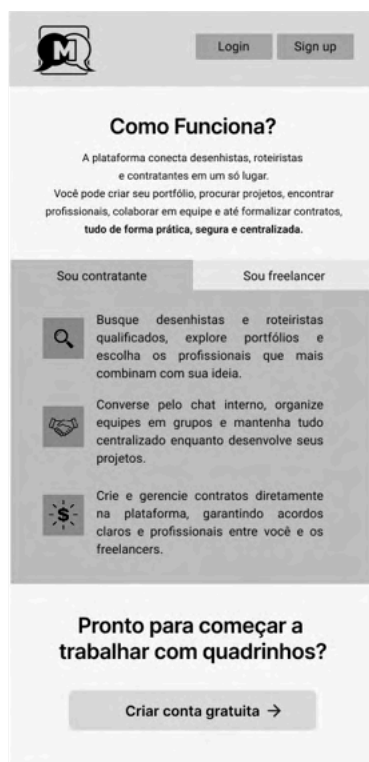 M
Login Sign up
Como Funciona?
A plataforma conecta desenhistas, roteiristas
e contratantes em um só lugar.
Você pode criar seu portfólio, procurar projetos, encontrar
profissionais, colaborar em equipe e até formalizar contratos,
tudo de forma prática, segura e centralizada.
Sou contratante Sou freelancer
Busque desenhistas e roteiristas
qualificados, explore portfólios e
escolha os profissionais que mais
combinam com sua ideia.
Converse pelo chat interno, organize
equipes em grupos e mantenha tudo
centralizado enquanto desenvolve seus
projetos.
$
Crie e gerencie contratos diretamente
na plataforma, garantindo acordos
claros e profissionais entre você e os
freelancers.
Pronto para começar a
trabalhar com quadrinhos?
Criar conta gratuita →